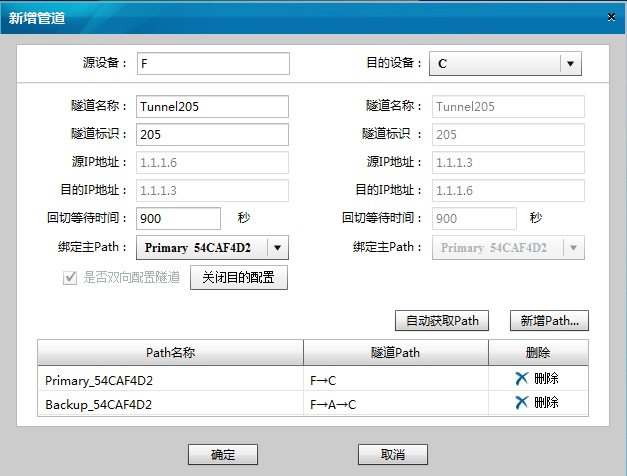 新增管道
源设备： F 目的设备： C
隧道名称： Tunnel205 隧道名称： Tunnel205
隧道标识： 205 隧道标识： 205
源IP地址： 1.1.1.6 源IP地址： 1.1.1.3
目的IP地址： 1.1.1.3 目的IP地址： 1.1.1.6
回切等待时间： 900 秒 回切等待时间： 900 秒
绑定主Path： Primary_54CAF4D2 绑定主Path： Primary_54CAF4D2
是否双向配置隧道 关闭目的配置
自动获取Path 新增Path...
Path名称 隧道Path 删除
Primary_54CAF4D2 F→C 删除
Backup_54CAF4D2 F→A→C 删除
确定 取消